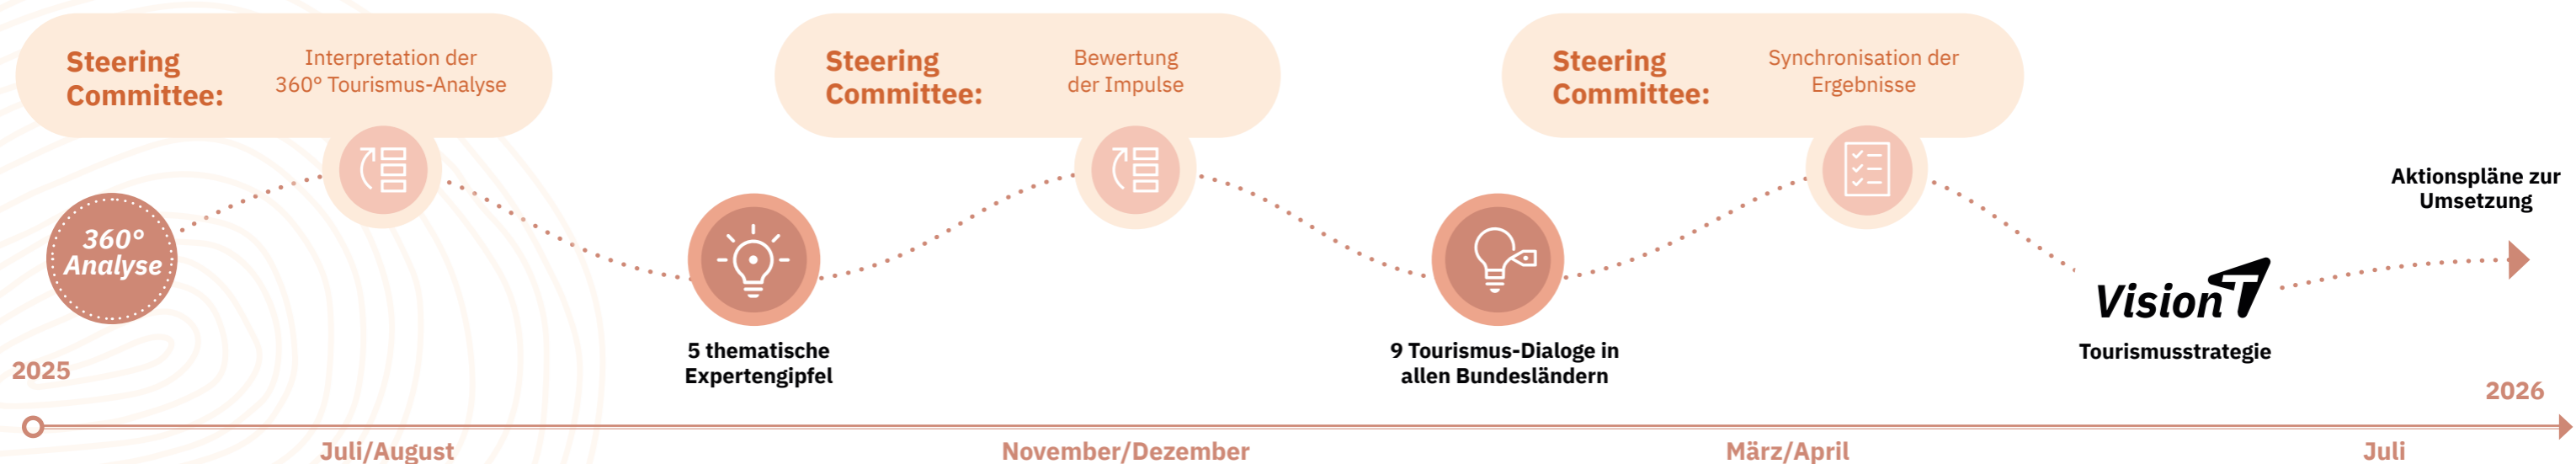 Steering
Committee:
Interpretation der
360° Tourismus-Analyse
Steering
Committee:
Bewertung
der Impulse
Steering
Committee:
Synchronisation der
Ergebnisse
360°
Analyse
5 thematische
Expertengipfel
9 Tourismus-Dialoge in
allen Bundesländern
Vision T
Tourismusstrategie
Aktionspläne zur
Umsetzung
2025
2026
Juli/August
November/Dezember
März/April
Juli